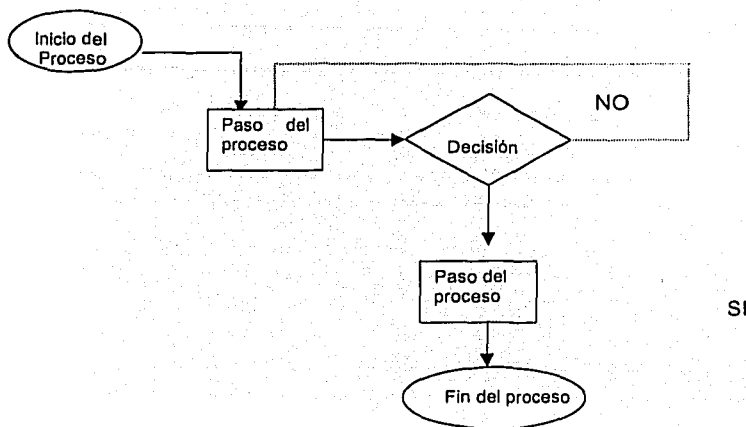 Inicio del
Proceso
NO
Paso del
proceso
Decisión
Paso del
proceso
SI
Fin del proceso